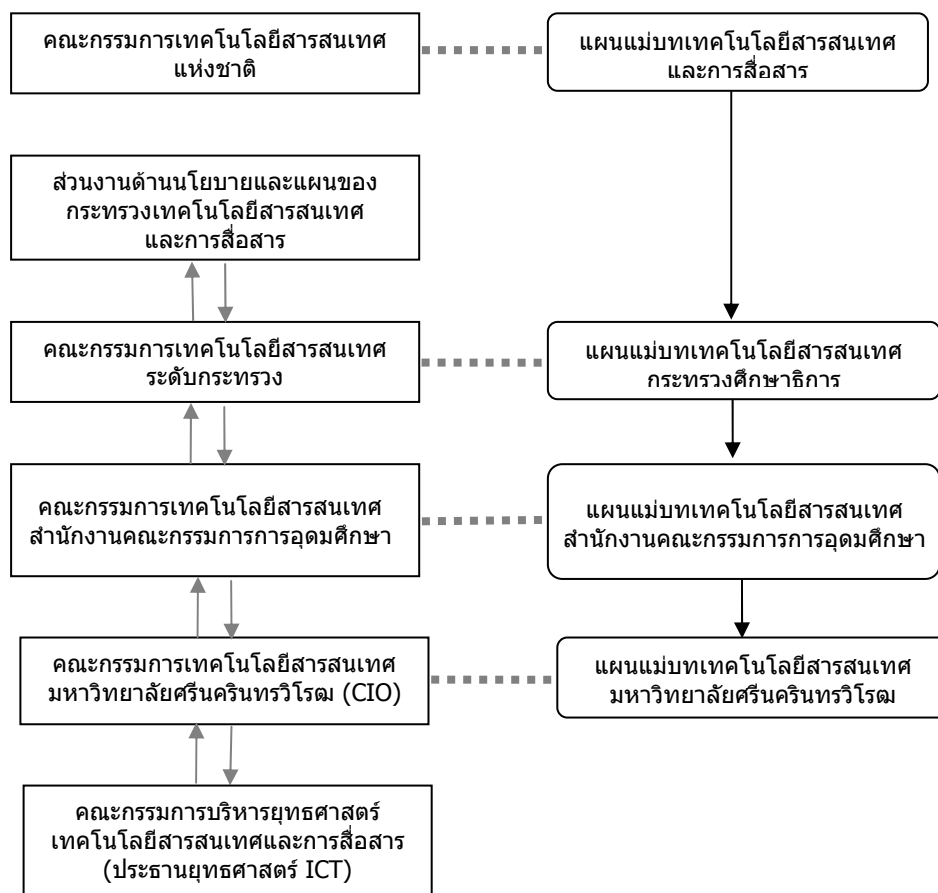 คณะกรรมการเทคโนโลยีสารสนเทศ
แห่งชาติ
แผนแม่บทเทคโนโลยีสารสนเทศ
และการสื่อสาร
ส่วนงานด้านนโยบายและแผนของ
กระทรวงเทคโนโลยีสารสนเทศ
และการสื่อสาร
คณะกรรมการเทคโนโลยีสารสนเทศ
ระดับกระทรวง
แผนแม่บทเทคโนโลยีสารสนเทศ
กระทรวงศึกษาธิการ
คณะกรรมการเทคโนโลยีสารสนเทศ
สำนักงานคณะกรรมการการอุดมศึกษา
แผนแม่บทเทคโนโลยีสารสนเทศ
สำนักงานคณะกรรมการการอุดมศึกษา
คณะกรรมการเทคโนโลยีสารสนเทศ
มหาวิทยาลัยศรีนครินทรวิโรฒ (CIO)
แผนแม่บทเทคโนโลยีสารสนเทศ
มหาวิทยาลัยศรีนครินทรวิโรฒ
คณะกรรมการบริหารยุทธศาสตร์
เทคโนโลยีสารสนเทศและการสื่อสาร
(ประธานยุทธศาสตร์ ICT)